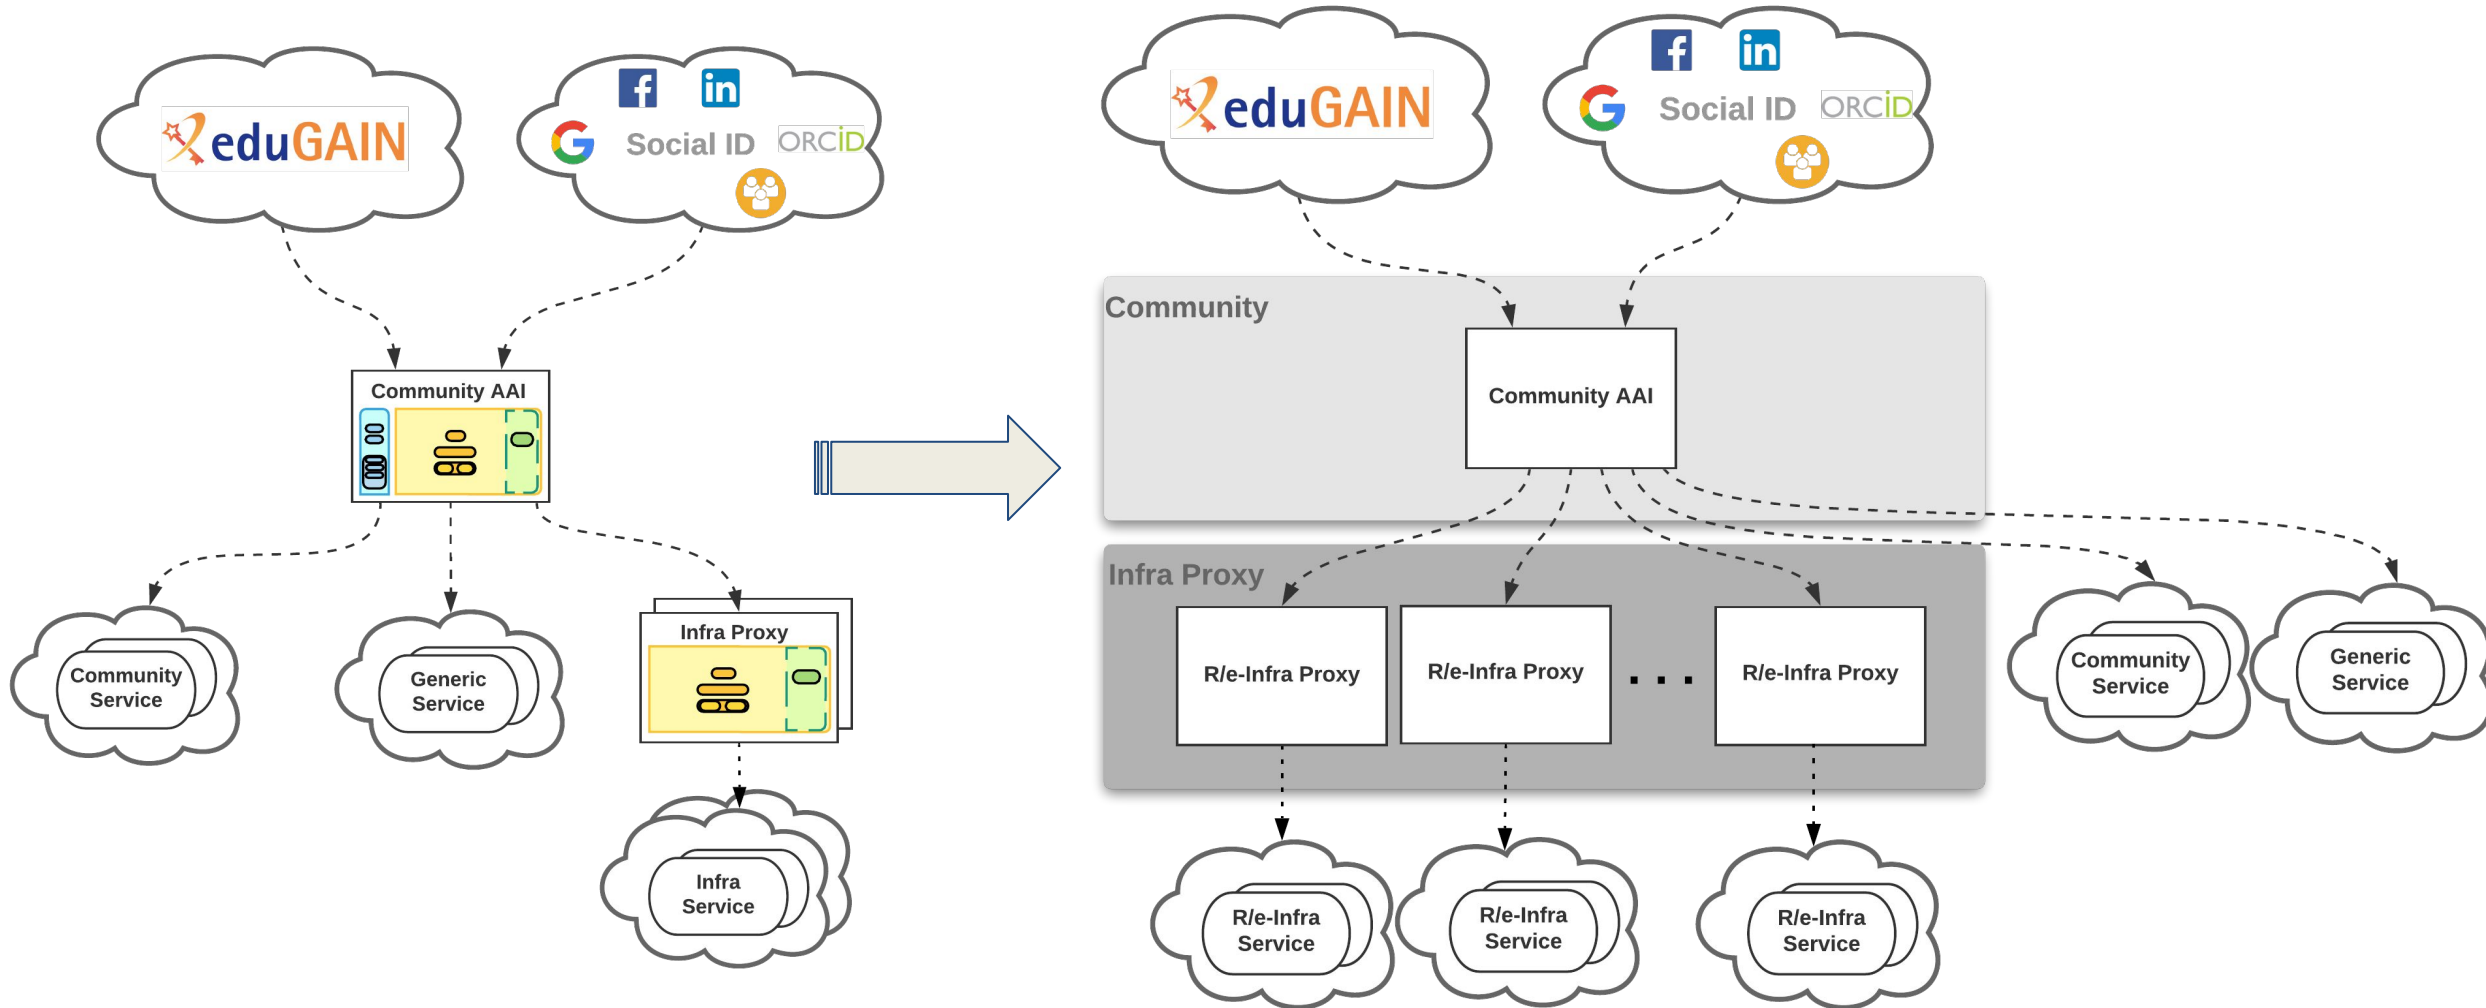 eduGAIN
f
in
G
Social ID
ORCiD
Community AAI
Community
Service
Generic
Service
Infra Proxy
Infra
Service
eduGAIN
f
in
G
Social ID
ORCiD
Community
Community AAI
Infra Proxy
R/e-Infra Proxy
R/e-Infra Proxy
. . .
R/e-Infra Proxy
Community
Service
Generic
Service
R/e-Infra
Service
R/e-Infra
Service
R/e-Infra
Service